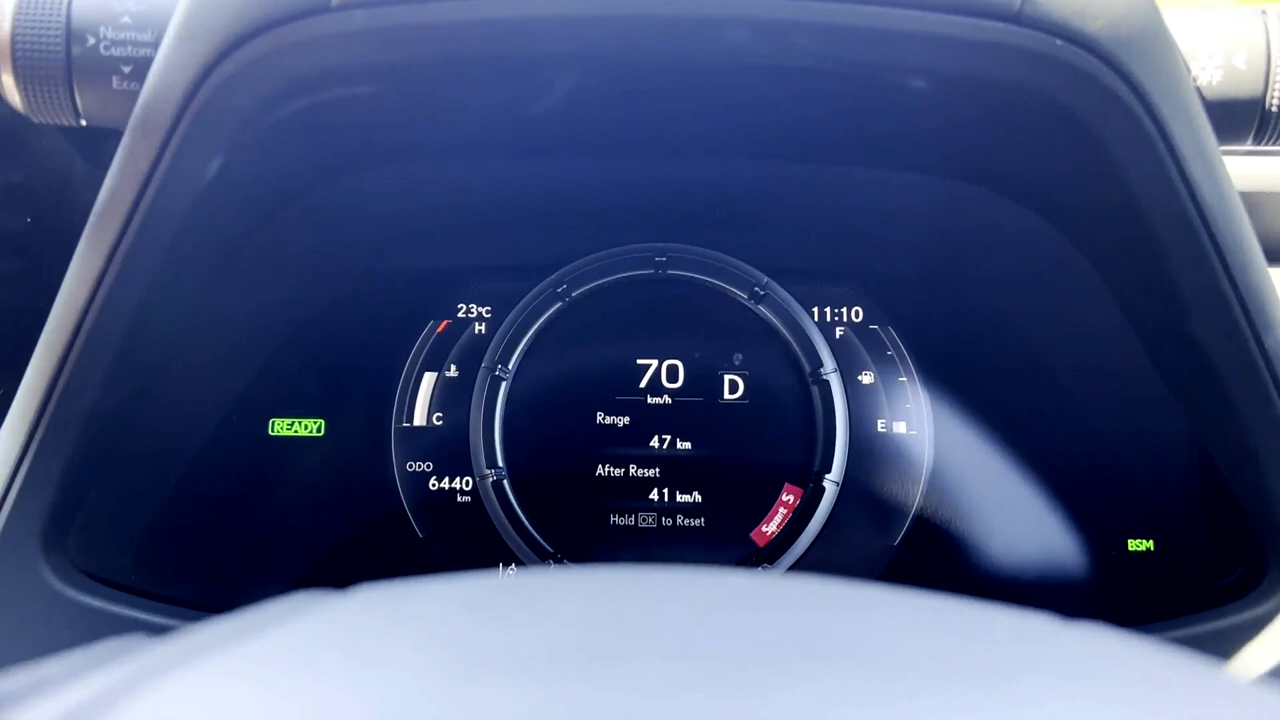 Normal/
Custom
Eco
OFF
23°C
H
C
ODO
6440
km
READY
70
km/h
D
Range
47 km
After Reset
41 km/h
Hold OK to Reset
Sport S
11:10
F
E
BSM